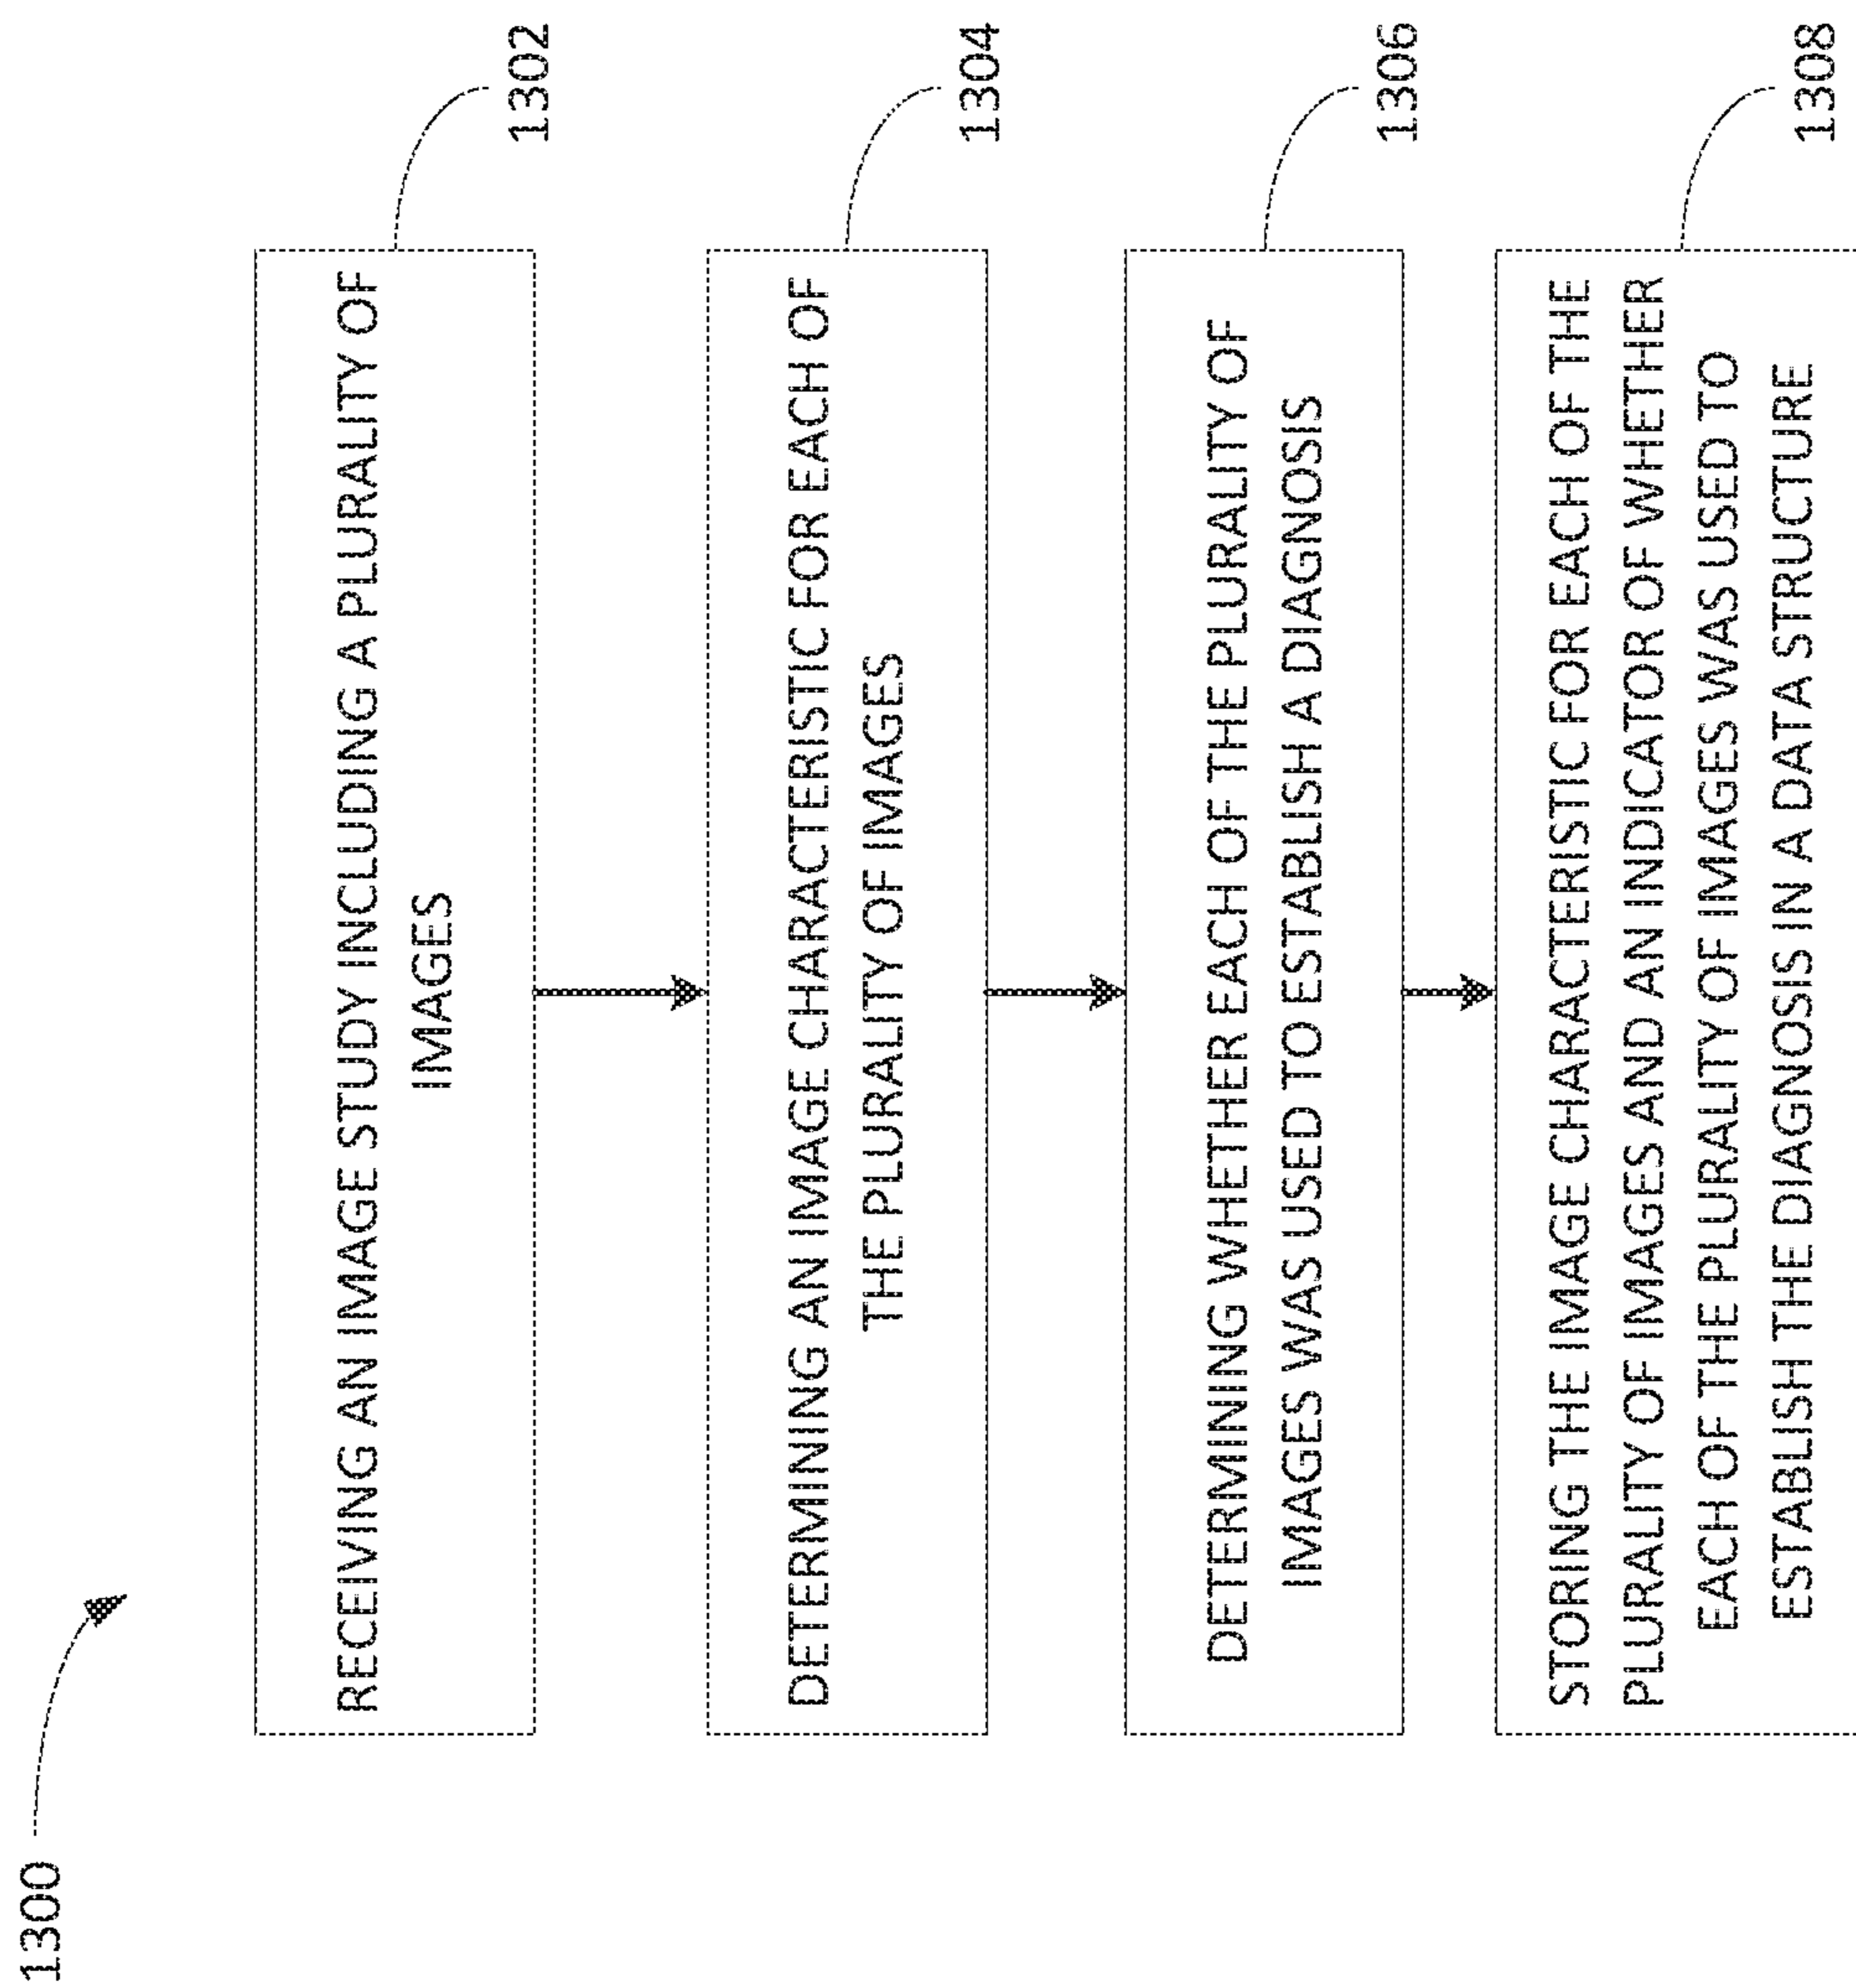 1300
RECEIVING AN IMAGE STUDY INCLUDING A PLURALITY OF
IMAGES
1302
DETERMINING AN IMAGE CHARACTERISTIC FOR EACH OF
THE PLURALITY OF IMAGES
1304
DETERMINING WHETHER EACH OF THE PLURALITY OF
IMAGES WAS USED TO ESTABLISH A DIAGNOSIS
1306
STORING THE IMAGE CHARACTERISTIC FOR EACH OF THE
PLURALITY OF IMAGES AND AN INDICATOR OF WHETHER
EACH OF THE PLURALITY OF IMAGES WAS USED TO
ESTABLISH THE DIAGNOSIS IN A DATA STRUCTURE
1308